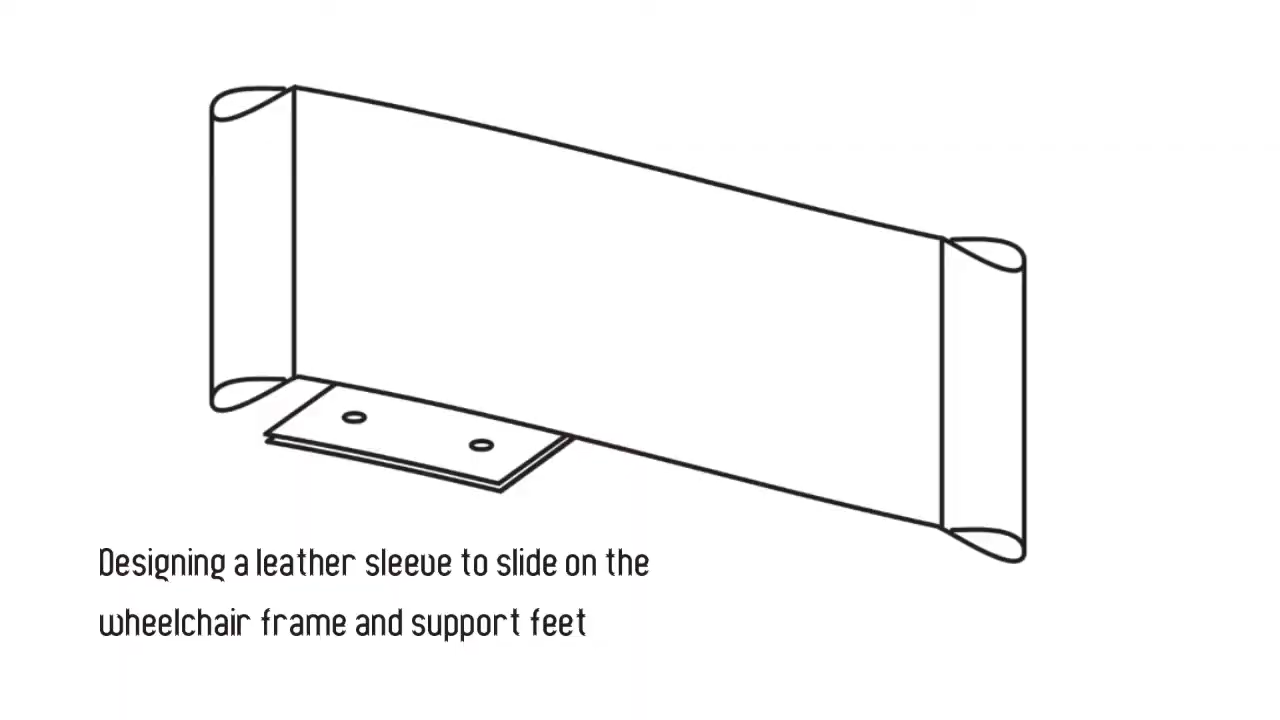 Designing a leather sleeve to slide on the
wheelchair frame and support feet